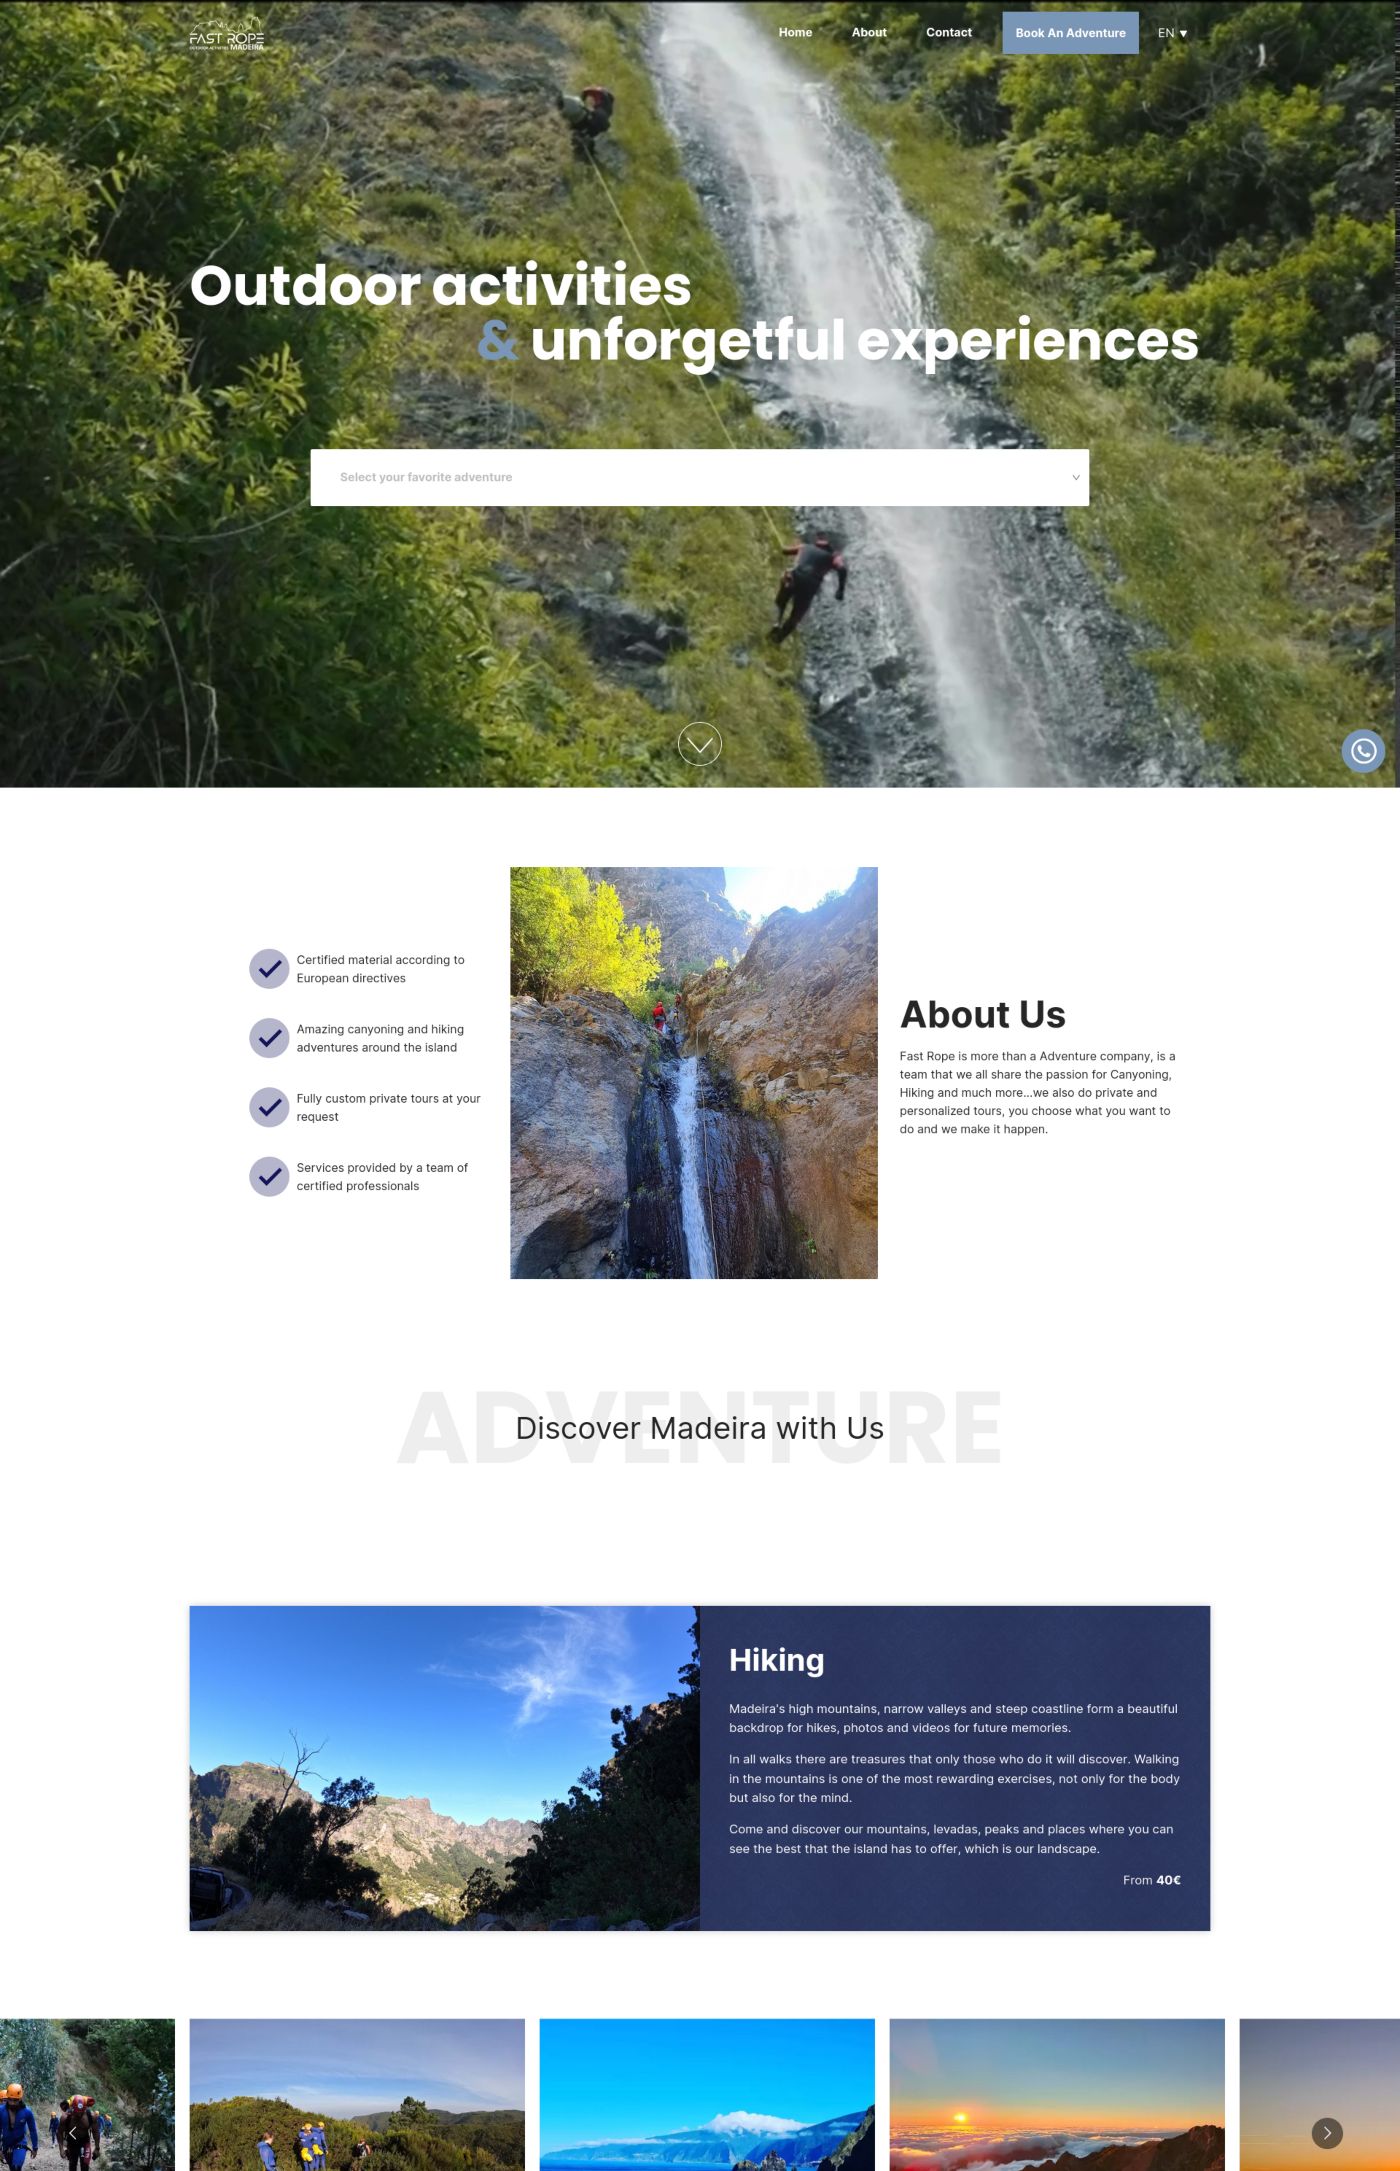 FAST ROPE
OUTDOOR ACTIVITIES MADEIRA
Home
About
Contact
Book An Adventure
EN ▼
Outdoor activities
& unforgetful experiences
Select your favorite adventure
Certified material according to
European directives
Amazing canyoning and hiking
adventures around the island
Fully custom private tours at your
request
Services provided by a team of
certified professionals
About Us
Fast Rope is more than a Adventure company, is a
team that we all share the passion for Canyoning,
Hiking and much more...we also do private and
personalized tours, you choose what you want to
do and we make it happen.
ADVENTURE
Discover Madeira with Us
Hiking
Madeira's high mountains, narrow valleys and steep coastline form a beautiful
backdrop for hikes, photos and videos for future memories.
In all walks there are treasures that only those who do it will discover. Walking
in the mountains is one of the most rewarding exercises, not only for the body
but also for the mind.
Come and discover our mountains, levadas, peaks and places where you can
see the best that the island has to offer, which is our landscape.
From 40€